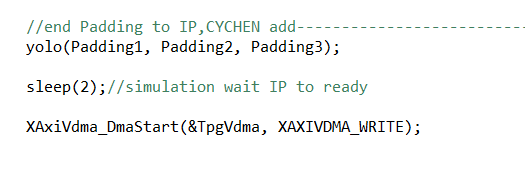 //end Padding to IP,CYCHEN add--------------------------
yolo(Padding1, Padding2, Padding3);
sleep(2);//simulation wait IP to ready
XAxiVdma_DmaStart(&TpgVdma, XAXIVDMA_WRITE);